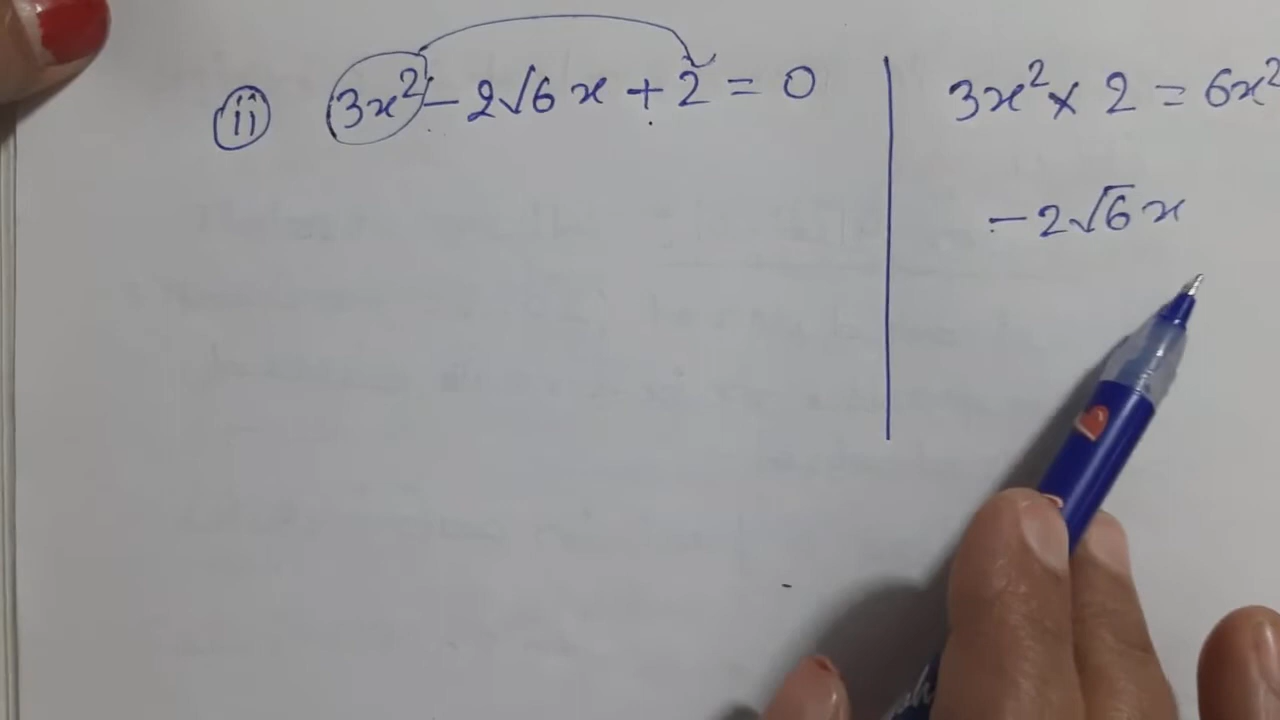 (ii) 3x² - 2√6 x + 2 = 0
3x² × 2 = 6x²
- 2√6 x